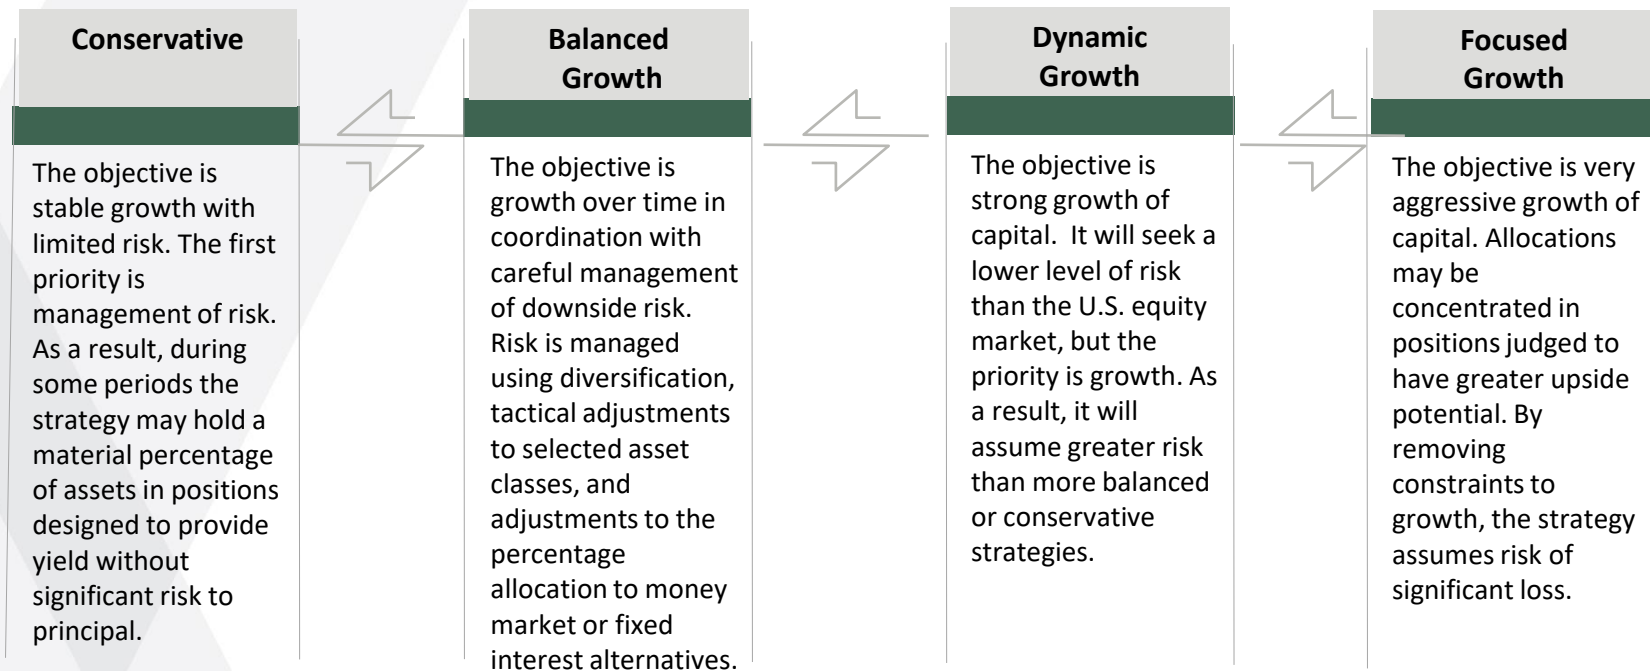 Conservative
The objective is
stable growth with
limited risk. The first
priority is
management of risk.
As a result, during
some periods the
strategy may hold a
material percentage
of assets in positions
designed to provide
yield without
significant risk to
principal.
Balanced
Growth
The objective is
growth over time in
coordination with
careful management
of downside risk.
Risk is managed
using diversification,
tactical adjustments
to selected asset
classes, and
adjustments to the
percentage
allocation to money
market or fixed
interest alternatives.
Dynamic
Growth
The objective is
strong growth of
capital.  It will seek a
lower level of risk
than the U.S. equity
market, but the
priority is growth. As
a result, it will
assume greater risk
than more balanced
or conservative
strategies.
Focused
Growth
The objective is very
aggressive growth of
capital. Allocations
may be
concentrated in
positions judged to
have greater upside
potential. By
removing
constraints to
growth, the strategy
assumes risk of
significant loss.